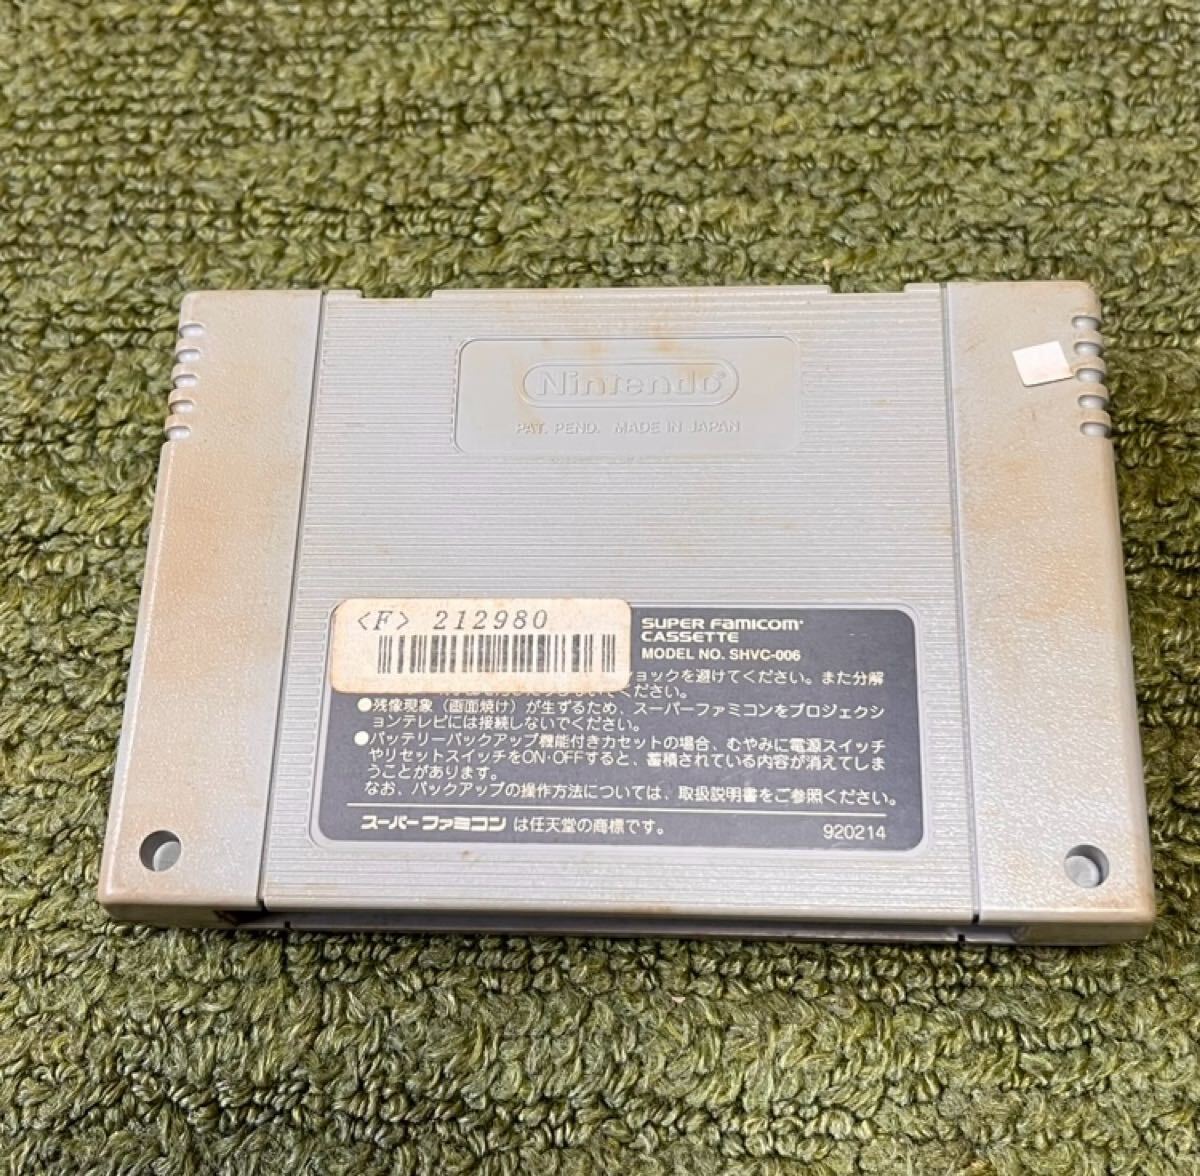 Nintendo®
PAT. PEND. MADE IN JAPAN
<F> 212980
SUPER FAMICOM
CASSETTE
MODEL NO. SHVC-006
ョックを避けてください。また分解
ください。
●残像現象(画面焼け)が生ずるため、スーパーファミコンをプロジェクシ
ョンテレビには接続しないでください。
●バッテリーバックアップ機能付きカセットの場合、むやみに電源スイッチ
やリセットスイッチをON・OFFすると、蓄積されている内容が消えてしま
うことがあります。
なお、バックアップの操作方法については、取扱説明書をご参照ください。
スーパーファミコン は任天堂の商標です。
920214